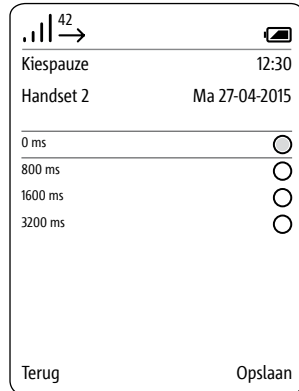 42
Kiespauze 12:30
Handset 2 Ma 27-04-2015
0 ms
800 ms
1600 ms
3200 ms
Terug Opslaan